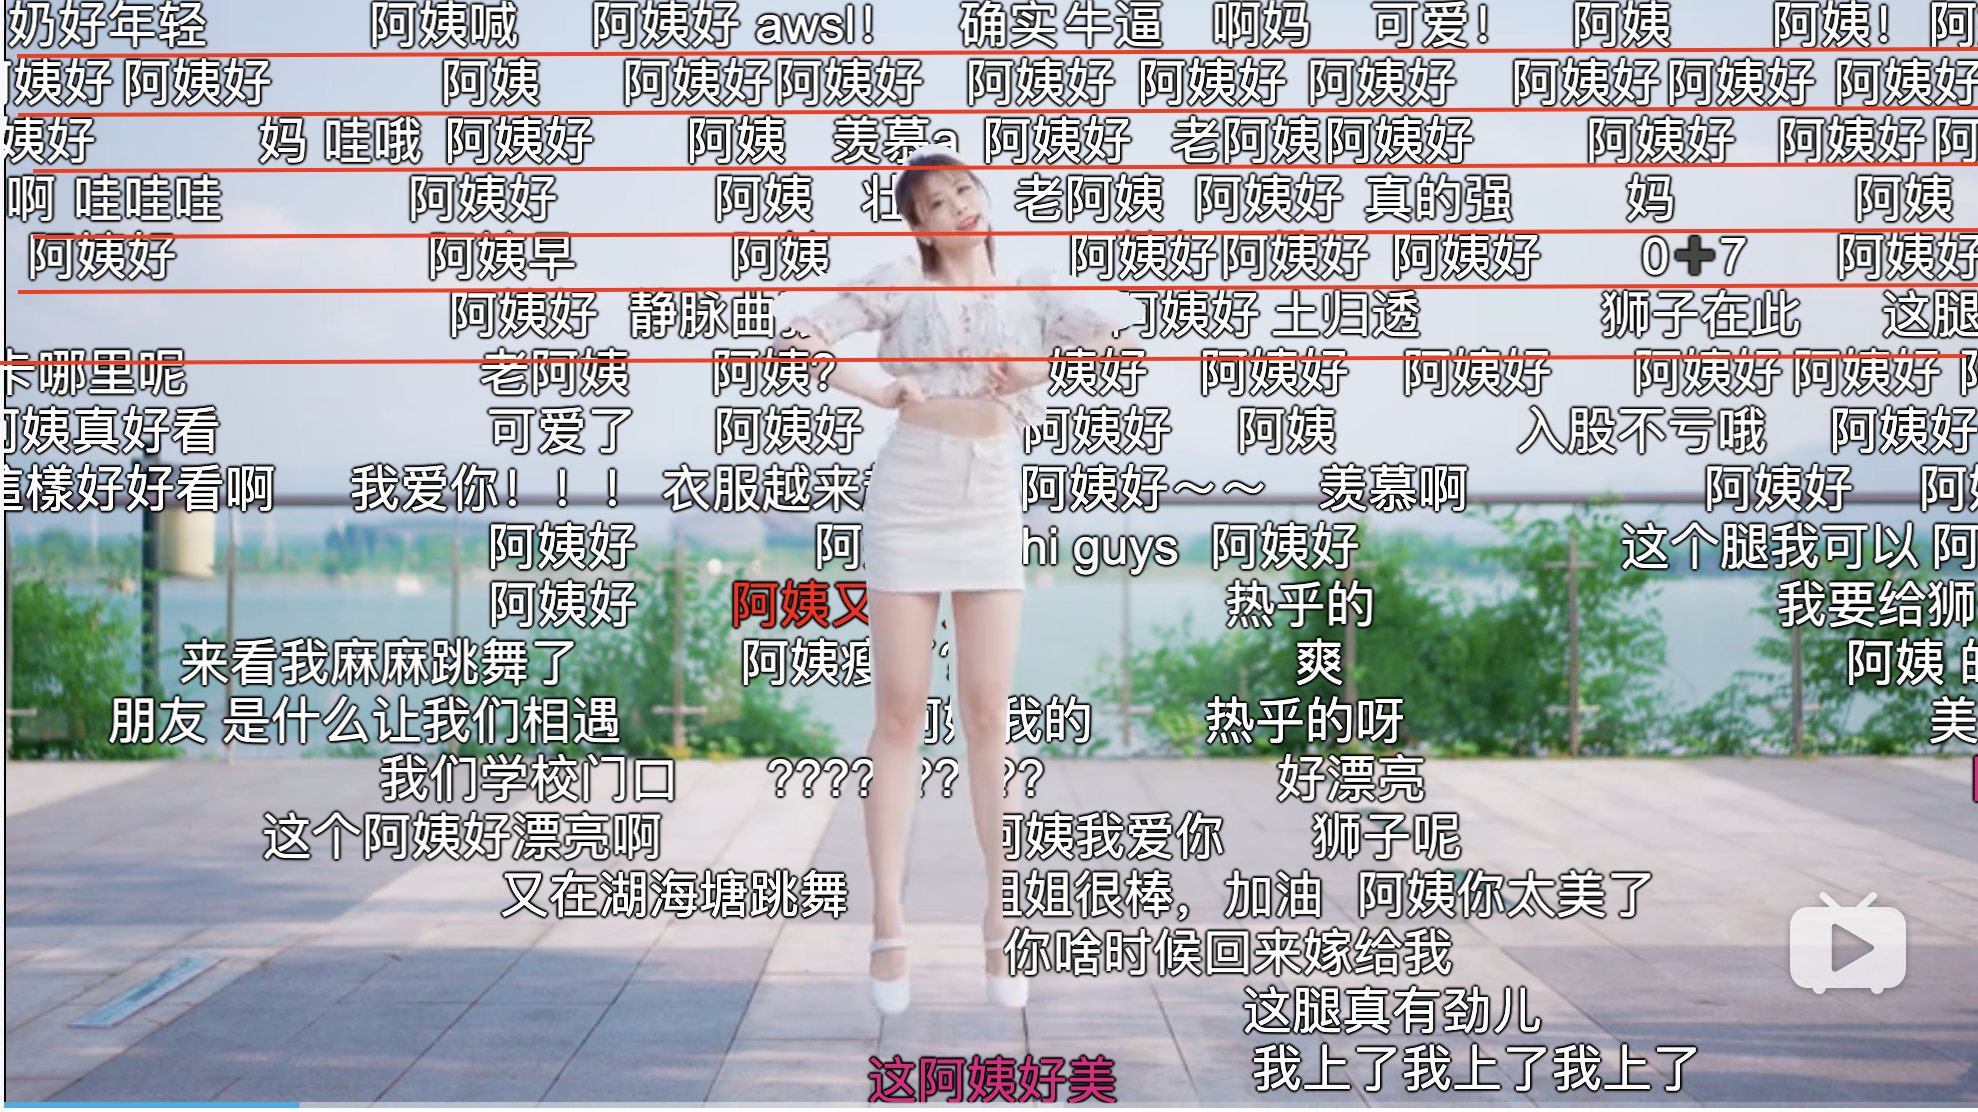 奶好年轻 阿姨喊 阿姨好 awsl！ 确实牛逼 啊妈 可爱！ 阿姨 阿姨！ 阿
姨好 阿姨好 阿姨 阿姨好 阿姨好 阿姨好 阿姨好 阿姨好 阿姨好 阿姨好 阿姨好
姨好 妈 哇哦 阿姨好 阿姨 羡慕a 阿姨好 老阿姨 阿姨好 阿姨好 阿姨好 阿
啊 哇哇哇 阿姨好 阿姨 壮 老阿姨 阿姨好 真的强 妈 阿姨
阿姨好 阿姨早 阿姨 阿姨好 阿姨好 阿姨好 0➕7 阿姨好
阿姨好 静脉曲 阿姨好 土归透 狮子在此 这腿
卡哪里呢 老阿姨 阿姨？ 姨好 阿姨好 阿姨好 阿姨好 阿姨好
阿姨真好看 可爱了 阿姨好 阿姨好 阿姨 入股不亏哦 阿姨好
這樣好好看啊 我爱你！！！ 衣服越来 阿姨好～～ 羡慕啊 阿姨好 阿
阿姨好 阿 hi guys 阿姨好 这个腿我可以 阿
阿姨好 阿姨又 热乎的 我要给狮
来看我麻麻跳舞了 阿姨瘦 爽 阿姨 的
朋友 是什么让我们相遇 我的 热乎的呀 美
我们学校门口 ???? ?? ?? 好漂亮
这个阿姨好漂亮啊 阿姨我爱你 狮子呢
又在湖海塘跳舞 姐姐很棒，加油 阿姨你太美了
你啥时候回来嫁给我
这腿真有劲儿
我上了我上了我上了
这阿姨好美